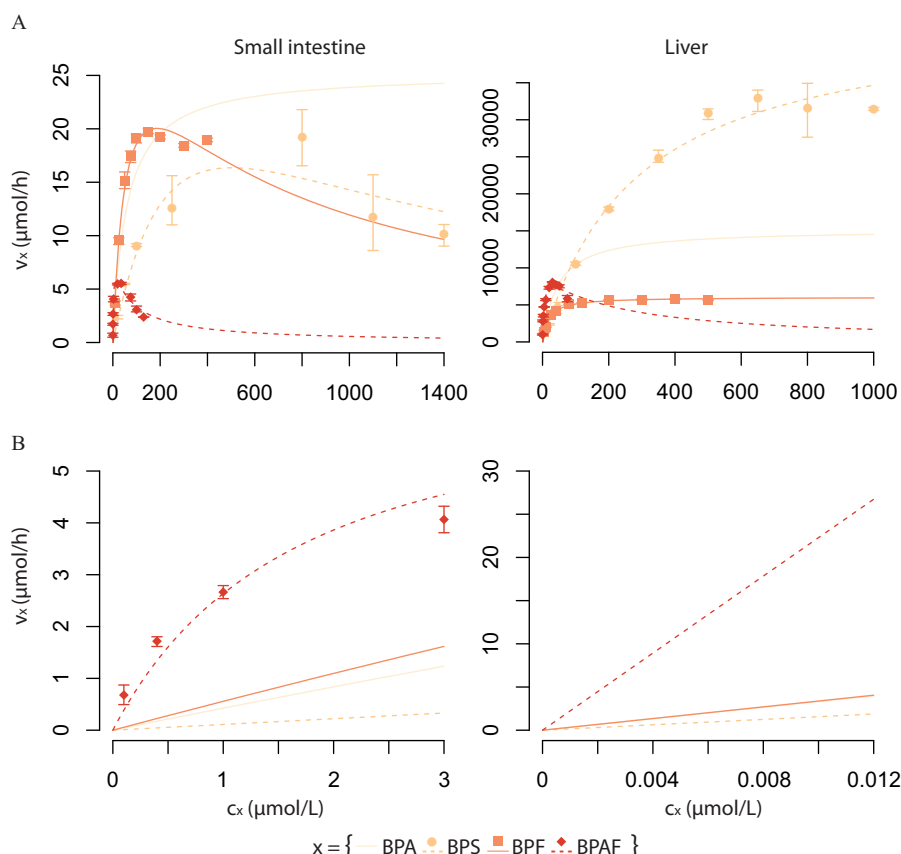 A
Small intestine
Liver
vx (µmol/h)
25
20
15
10
5
0
0 200 600 1000 1400
30000
20000
10000
0
0 200 400 600 800 1000
B
vx (µmol/h)
5
4
3
2
1
0
0 1 2 3
cx (µmol/L)
30
20
10
0
0 0.004 0.008 0.012
cx (µmol/L)
x = { BPA BPS BPF BPAF }